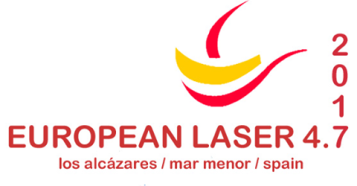 2017
EUROPEAN LASER 4.7
los alcázares / mar menor / spain